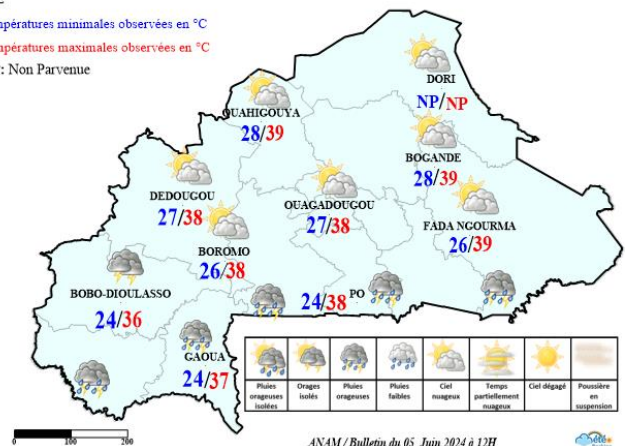 mpératures minimales observées en °C
mpératures maximales observées en °C
: Non Parvenue
DORI
NP/NP
OUAHIGOUYA
28/39
BOGANDE
28/39
DEDOUGOU
27/38
OUAGADOUGOU
27/38
FADA NGOURMA
26/39
BOROMO
26/38
BOBO-DIOULASSO
24/36
24/38 PO
GAOUA
24/37
Pluies orageuses isolées
Orages isolés
Pluies orageuses
Pluies faibles
Ciel nuageux
Temps partiellement nuageux
Ciel dégagé
Poussière en suspension
0 100 200
ANAM / Bulletin du 05 Juin 2024 à 12H